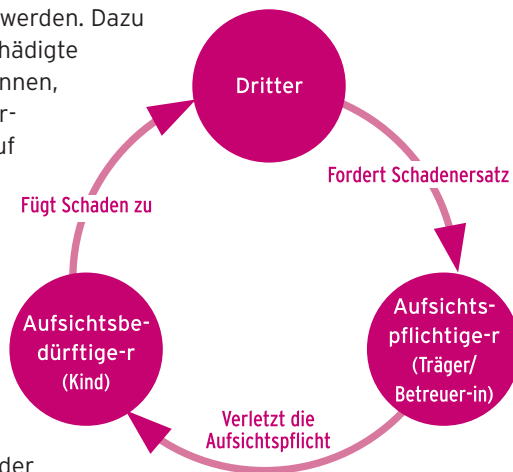 werden. Dazu
hädigte
nnen,
r-
uf
Dritter
Fordert Schadenersatz
Fügt Schaden zu
Aufsichtsbe-
dürftige-r
(Kind)
Aufsichts-
pflichtige-r
(Träger/
Betreuer-in)
Verletzt die
Aufsichtspflicht
der